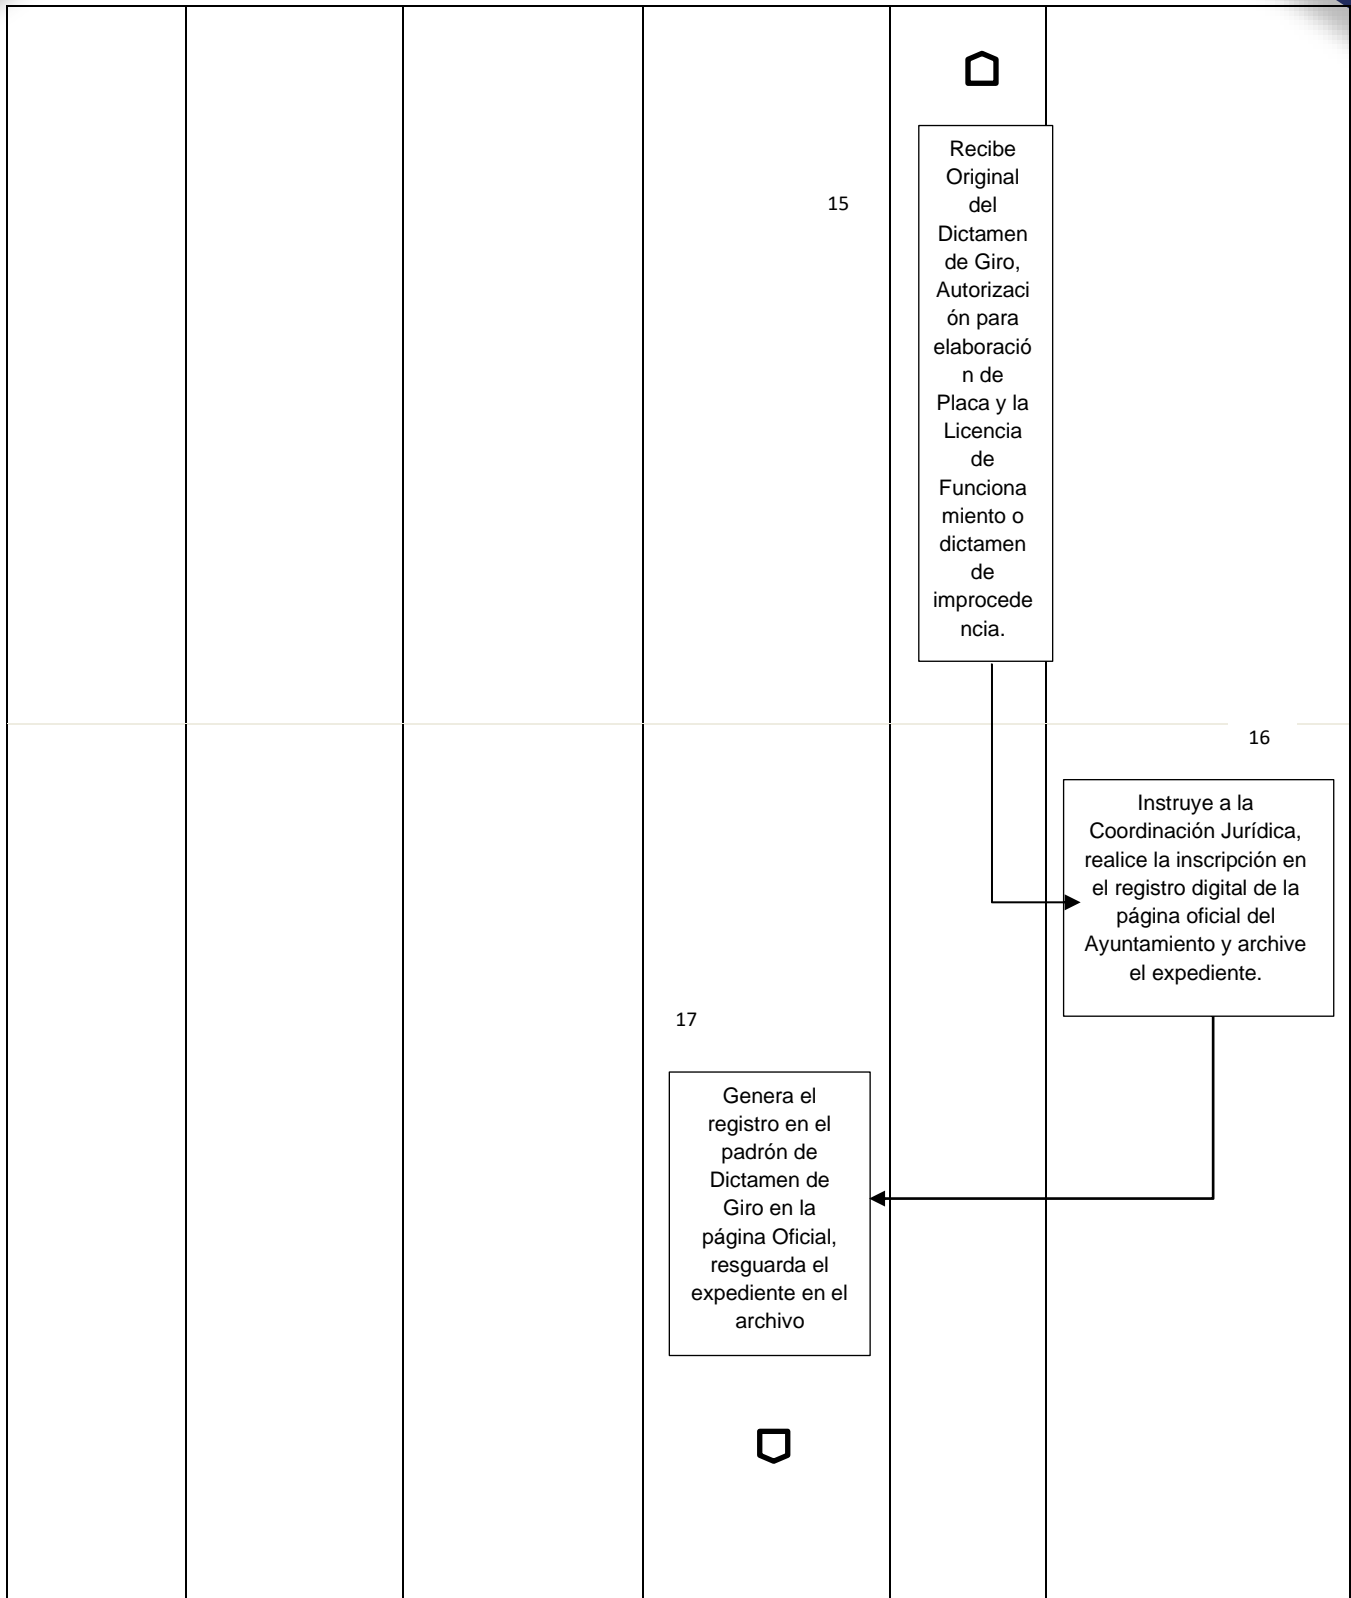 15
Recibe
Original
del
Dictamen
de Giro,
Autorizaci
ón para
elaboració
n de
Placa y la
Licencia
de
Funciona
miento o
dictamen
de
improcede
ncia.
16
Instruye a la
Coordinación Jurídica,
realice la inscripción en
el registro digital de la
página oficial del
Ayuntamiento y archive
el expediente.
17
Genera el
registro en el
padrón de
Dictamen de
Giro en la
página Oficial,
resguarda el
expediente en el
archivo